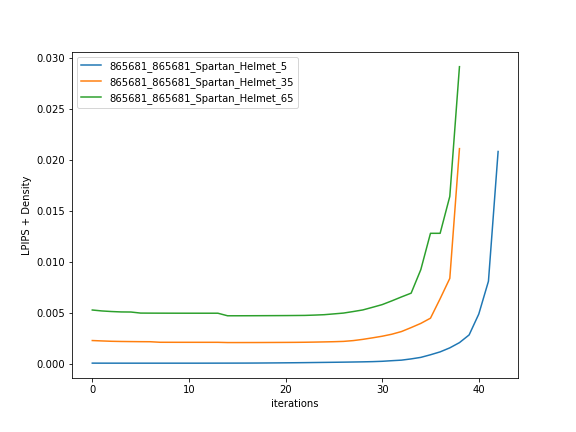 865681_865681_Spartan_Helmet_5
865681_865681_Spartan_Helmet_35
865681_865681_Spartan_Helmet_65
LPIPS + Density
0.030
0.025
0.020
0.015
0.010
0.005
0.000
0 10 20 30 40
iterations